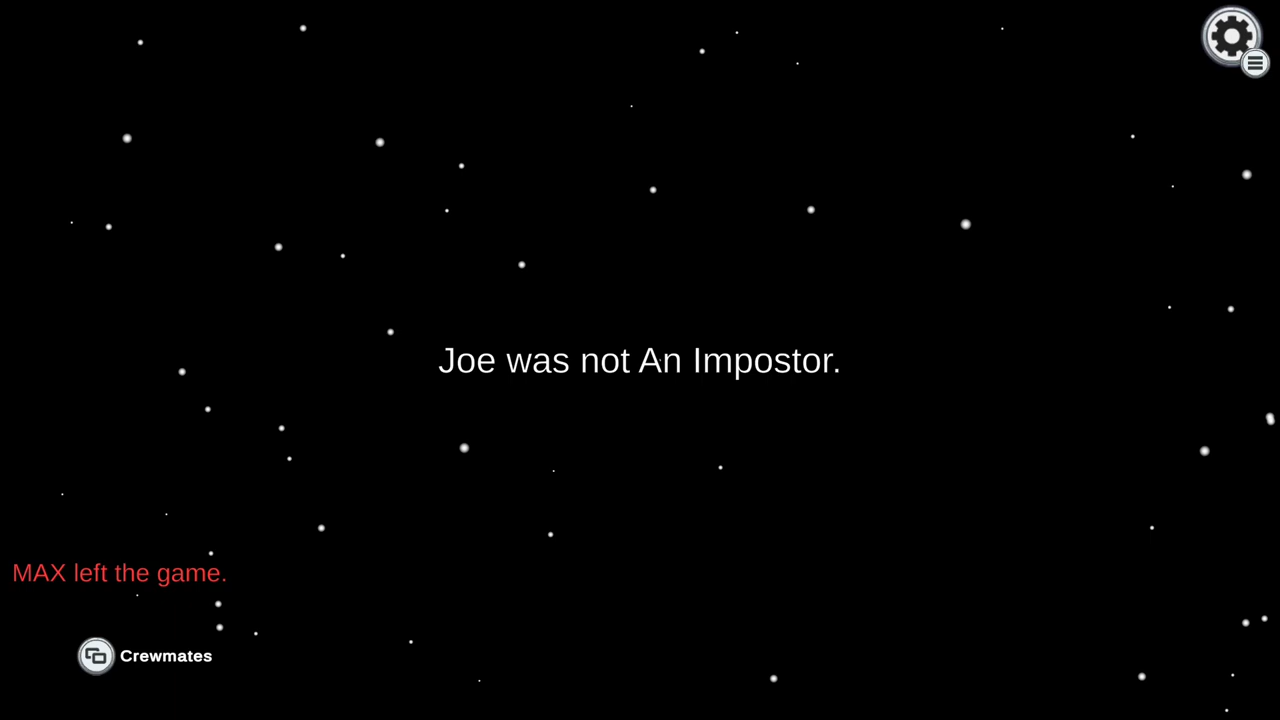 Joe was not An Impostor.
MAX left the game.
Crewmates